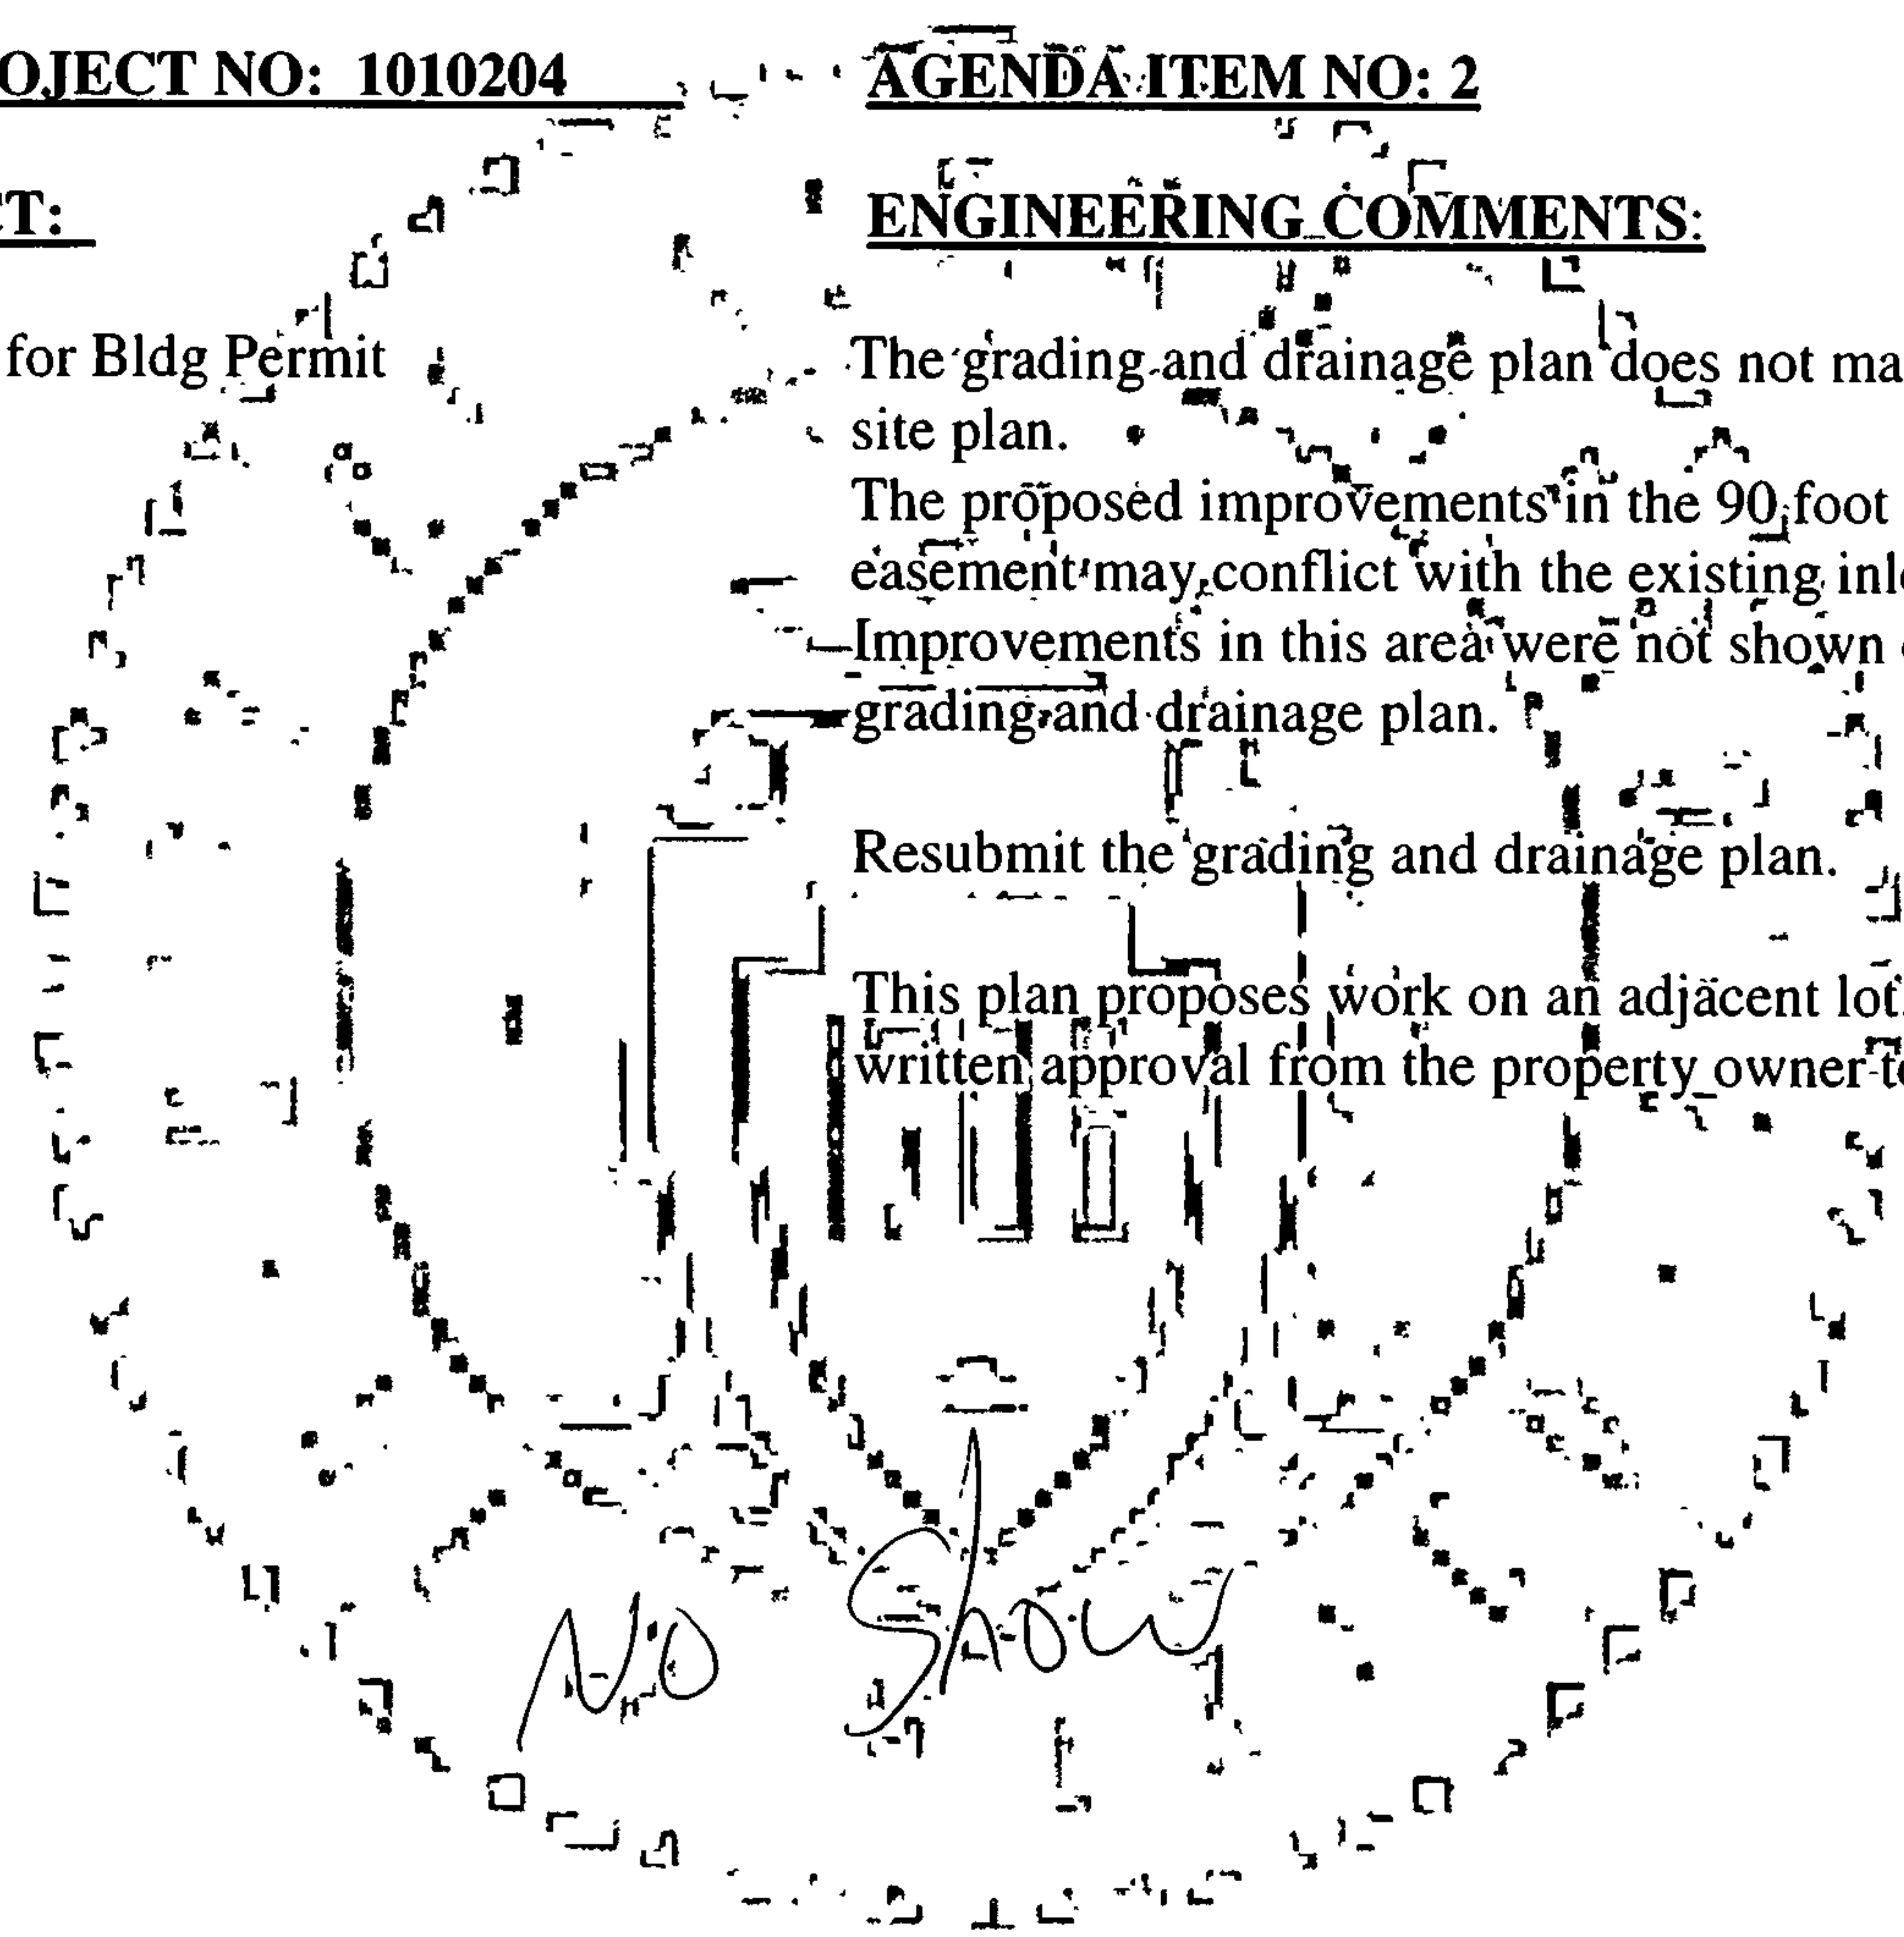 OJECT NO: 1010204 AGENDA ITEM NO: 2
CT: ENGINEERING COMMENTS:
for Bldg Permit The grading and drainage plan does not ma
site plan.
The proposed improvements in the 90 foot
easement may conflict with the existing inl
Improvements in this area were not shown
grading and drainage plan.
Resubmit the grading and drainage plan.
This plan proposes work on an adjacent lot.
written approval from the property owner to
No Show